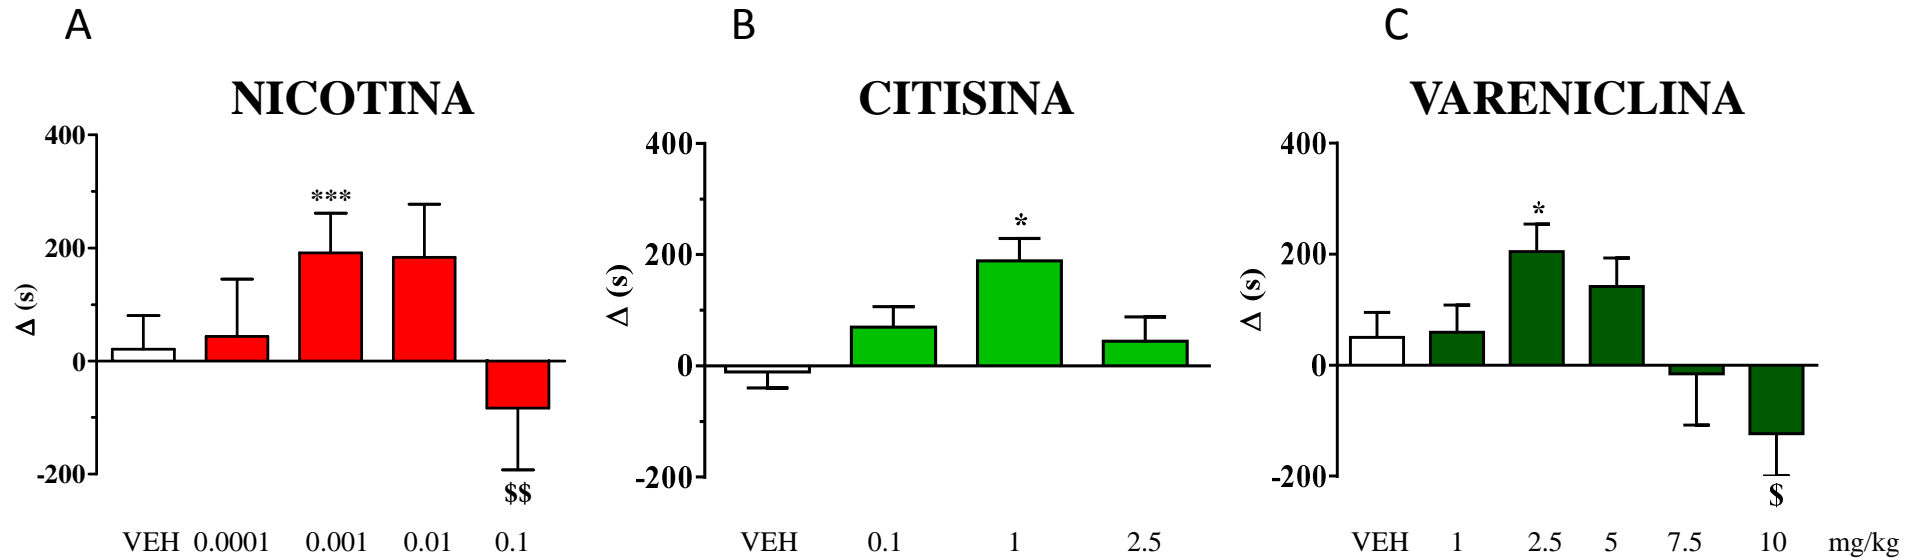 A
B
C
NICOTINA
CITISINA
VARENICLINA
400
200
0
-200
Δ (s)
***
$$
VEH 0.0001 0.001 0.01 0.1
400
200
0
-200
Δ (s)
*
VEH 0.1 1 2.5
400
200
0
-200
Δ (s)
*
$
VEH 1 2.5 5 7.5 10 mg/kg